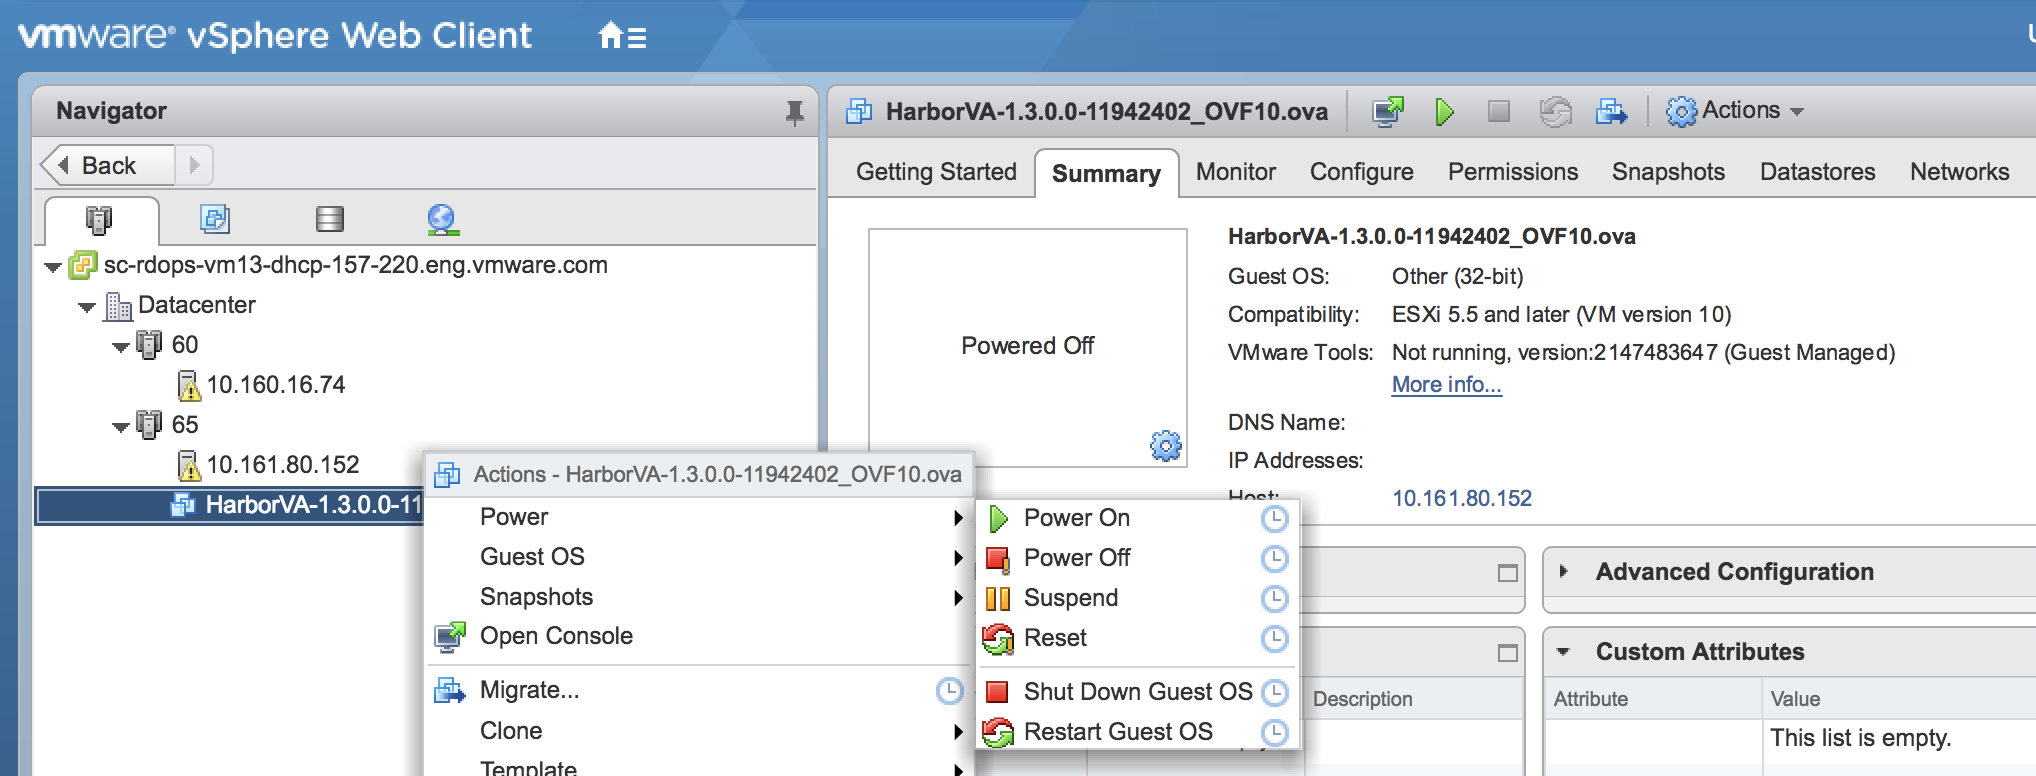 vmware® vSphere Web Client
Navigator
Back
sc-rdops-vm13-dhcp-157-220.eng.vmware.com
Datacenter
60
10.160.16.74
65
10.161.80.152
HarborVA-1.3.0.0-11
HarborVA-1.3.0.0-11942402_OVF10.ova
Actions
Getting Started
Summary
Monitor
Configure
Permissions
Snapshots
Datastores
Networks
Powered Off
HarborVA-1.3.0.0-11942402_OVF10.ova
Guest OS: Other (32-bit)
Compatibility: ESXi 5.5 and later (VM version 10)
VMware Tools: Not running, version:2147483647 (Guest Managed)
More info...
DNS Name:
IP Addresses:
Host: 10.161.80.152
Actions - HarborVA-1.3.0.0-11942402_OVF10.ova
Power
Guest OS
Snapshots
Open Console
Migrate...
Clone
Template
Power On
Power Off
Suspend
Reset
Shut Down Guest OS
Restart Guest OS
Description
Advanced Configuration
Custom Attributes
Attribute Value
This list is empty.